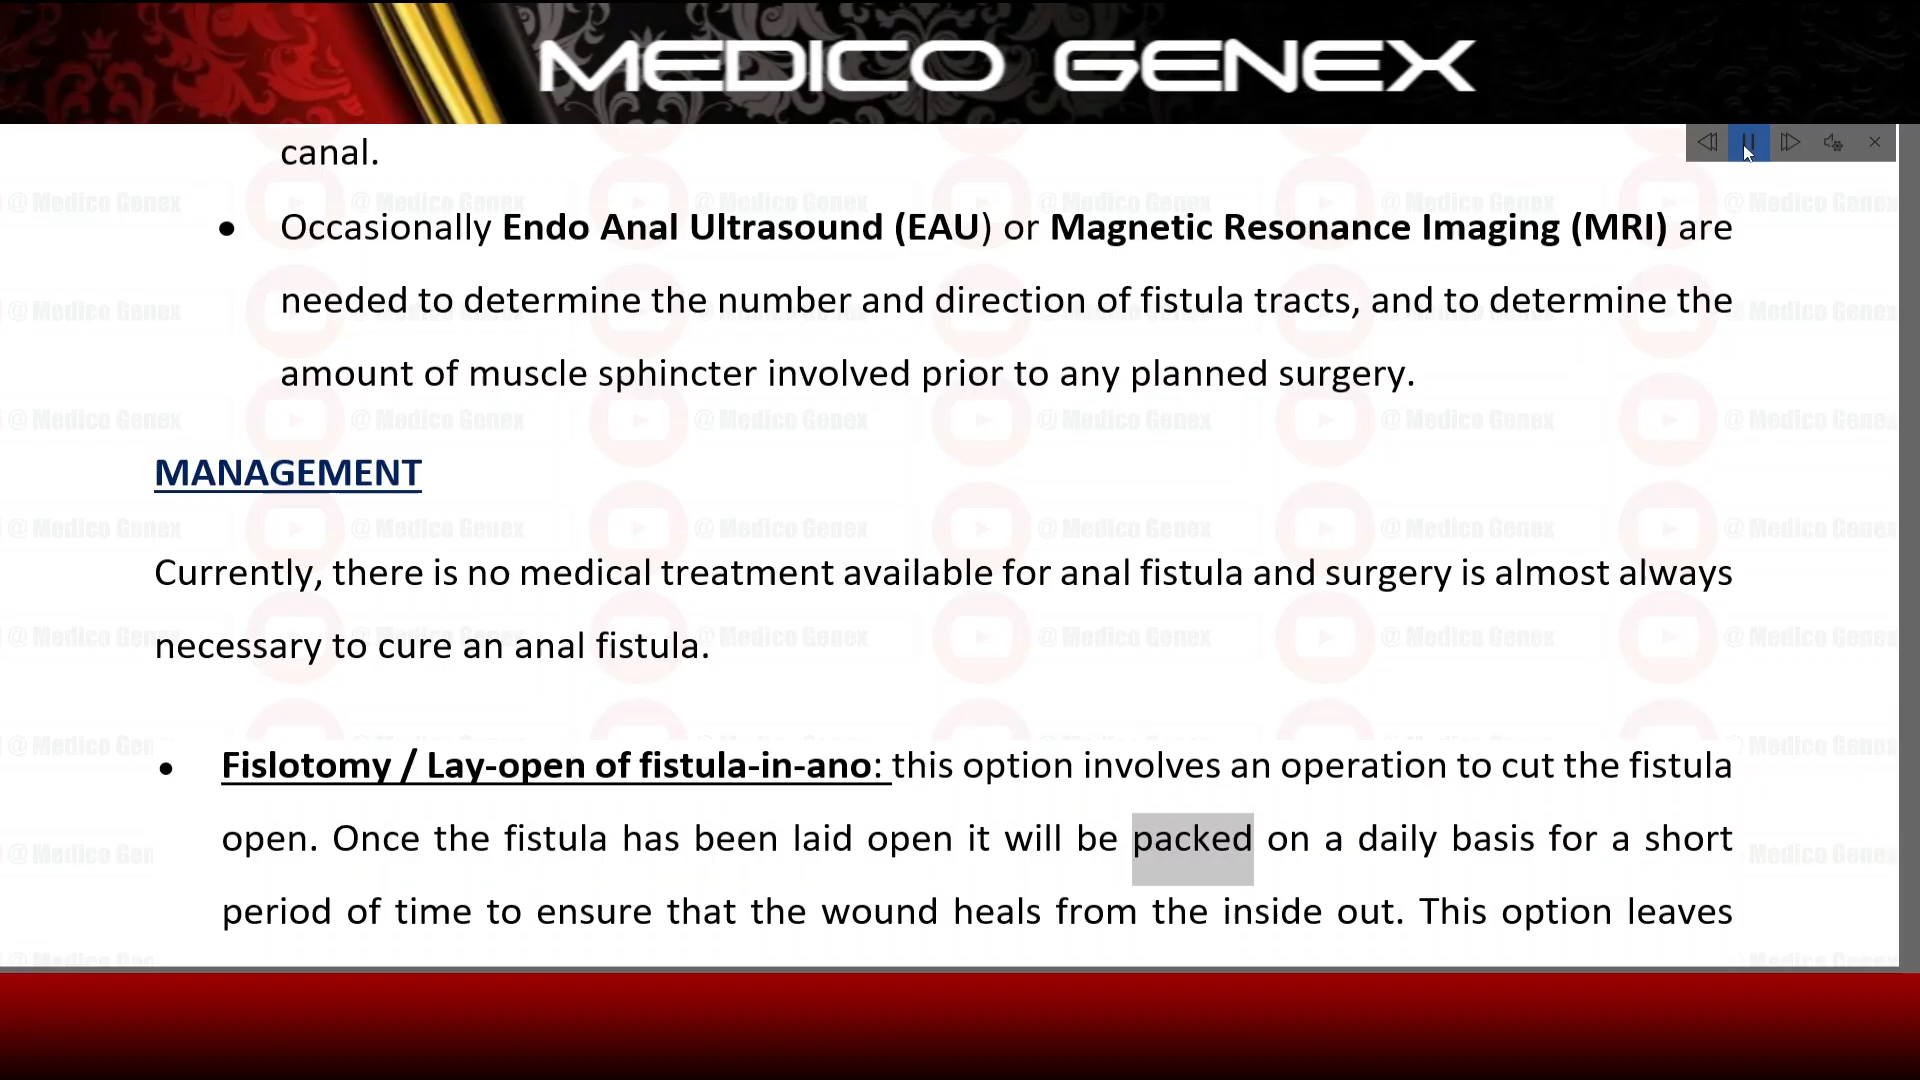 MEDICO GENEX
canal.
• Occasionally Endo Anal Ultrasound (EAU) or Magnetic Resonance Imaging (MRI) are
needed to determine the number and direction of fistula tracts, and to determine the
amount of muscle sphincter involved prior to any planned surgery.
MANAGEMENT
Currently, there is no medical treatment available for anal fistula and surgery is almost always
necessary to cure an anal fistula.
• Fislotomy / Lay-open of fistula-in-ano: this option involves an operation to cut the fistula
open. Once the fistula has been laid open it will be packed on a daily basis for a short
period of time to ensure that the wound heals from the inside out. This option leaves
@ Medico Genex